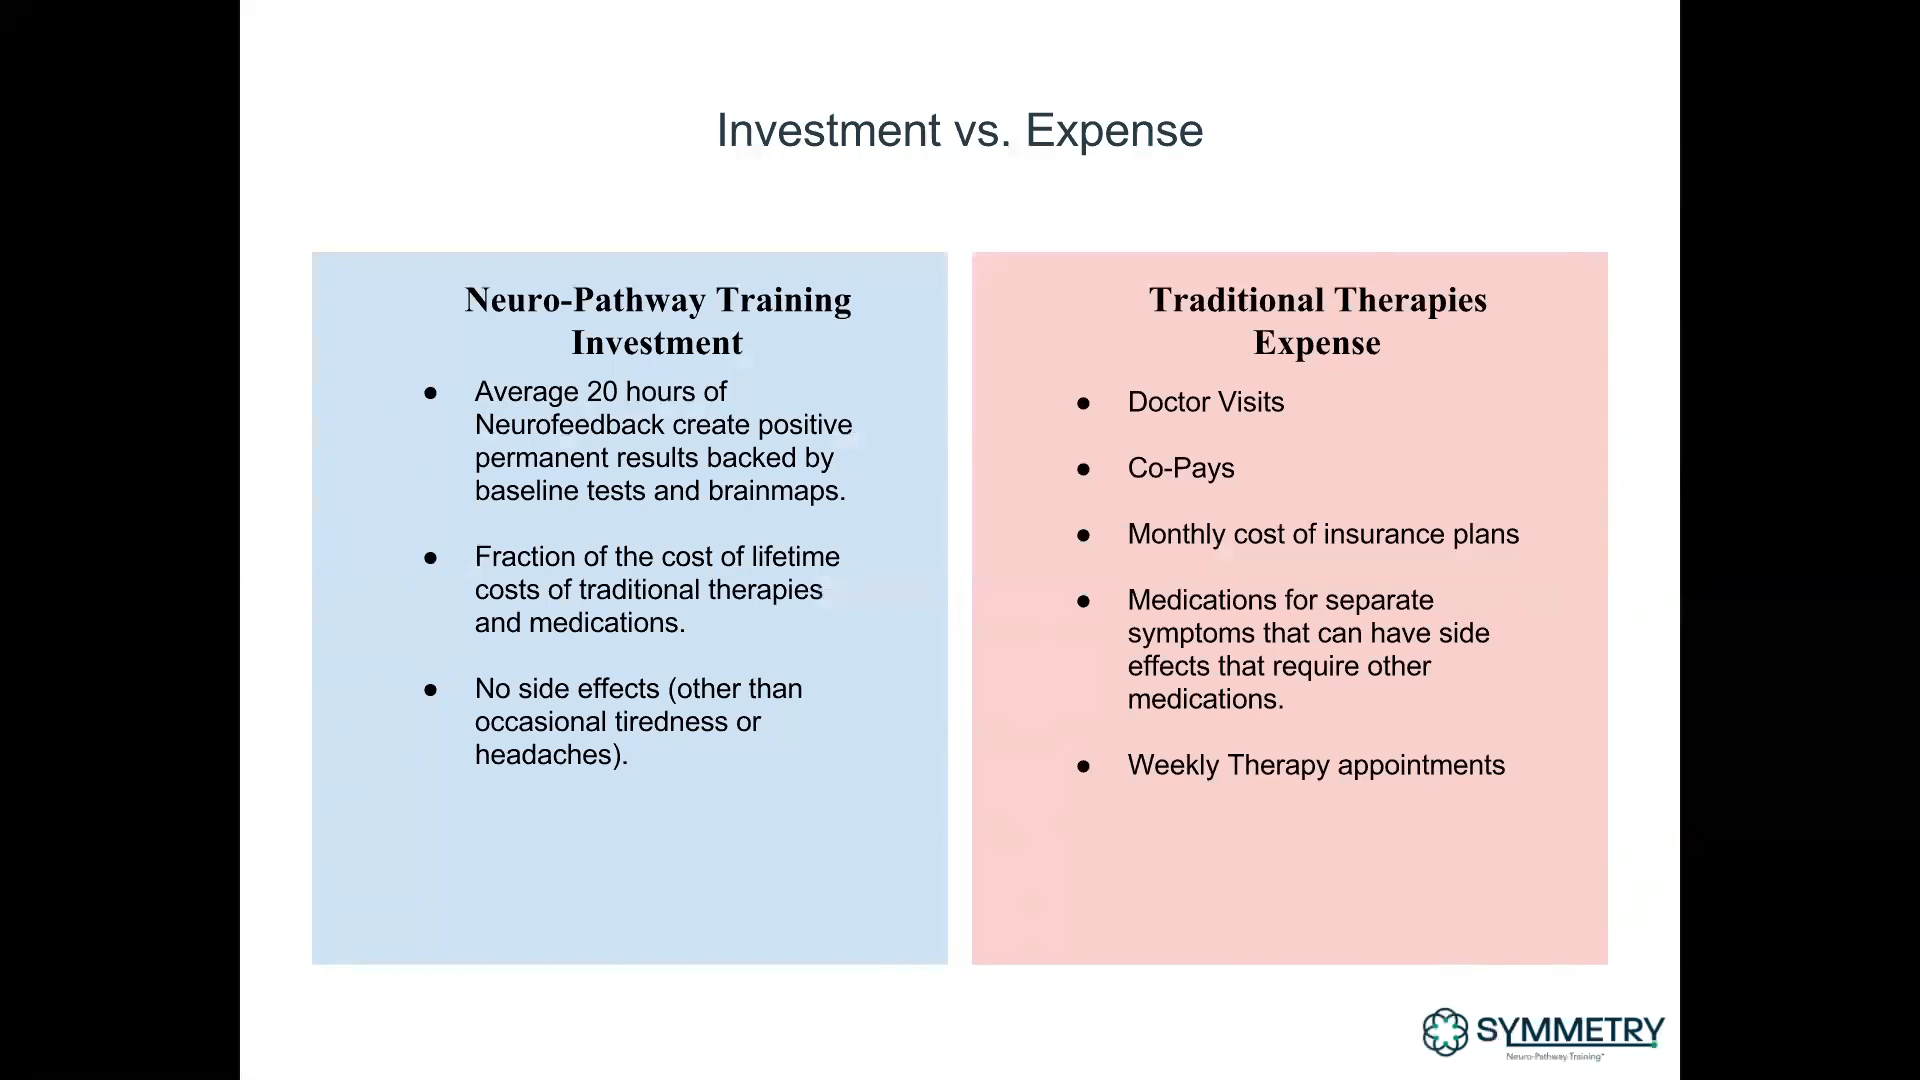 Investment vs. Expense
Neuro-Pathway Training
Investment
● Average 20 hours of
Neurofeedback create positive
permanent results backed by
baseline tests and brainmaps.
● Fraction of the cost of lifetime
costs of traditional therapies
and medications.
● No side effects (other than
occasional tiredness or
headaches).
Traditional Therapies
Expense
● Doctor Visits
● Co-Pays
● Monthly cost of insurance plans
● Medications for separate
symptoms that can have side
effects that require other
medications.
● Weekly Therapy appointments
SYMMETRY
Neuro-Pathway Training™